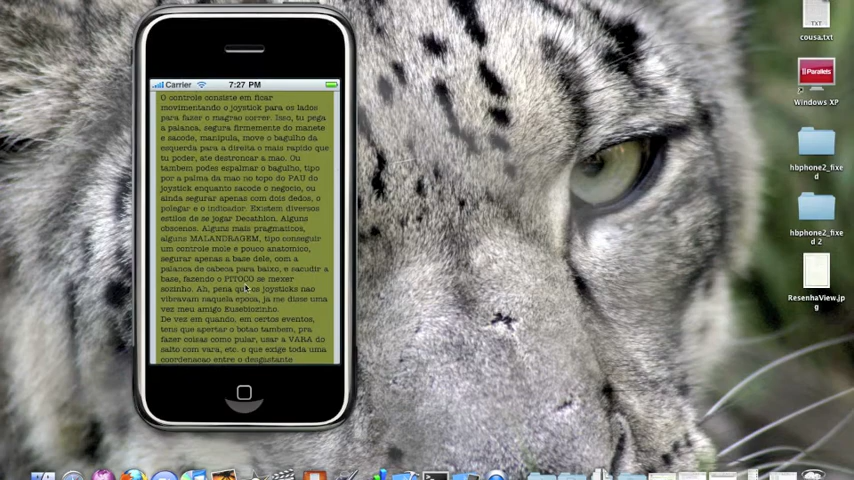 Carrier
7:27 PM
O controle consiste em ficar
movimentando o joystick para os lados
para fazer o magrao correr. Isso, tu pega
a palanca, segura firmemente do manete
e sacode, manipula, move o bagulho da
esquerda para a direita o mais rapido que
tu poder, ate destroncar a mao. Ou
tambem podes espalmar o bagulho, tipo
por a palma da mao no topo do PAU do
joystick enquanto sacode o negocio, ou
ainda segurar apenas com dois dedos, o
polegar e o indicador. Existem diversos
estilos de se jogar Decathlon. Alguns
obscenos. Alguns mais pragmaticos,
alguns MALANDRAGEM, tipo conseguir
um controle mole e pouco anatomico,
segurar apenas a base dele, com a
palanca de cabeca para baixo, e sacudir a
base, fazendo o PITOCO se mexer
sozinho. Ah, pena que os joysticks nao
vibravam naquela epoca, ja me disse uma
vez meu amigo Eusebiozinho.
De vez em quando, em certos eventos,
tens que apertar o botao tambem, pra
fazer coisas como pular, usar a VARA do
salto com vara, etc. o que exige toda uma
coordenacao entre o desgastante
TXT
cousa.txt
Parallels
Windows XP
hbphone2_fixe
d
hbphone2_fixe
d 2
ResenhaView.jp
g